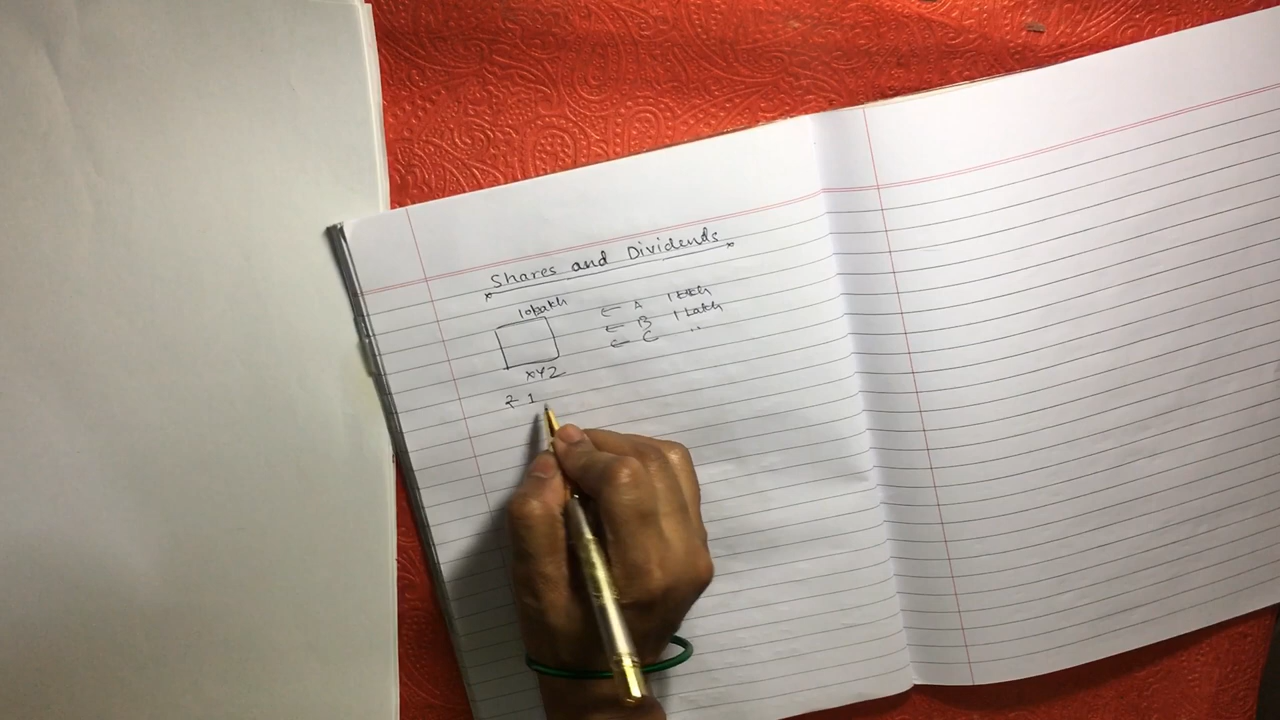 Shares and Dividends
10 lakh
← A 1 lakh
← B 1 lakh
← C "
XYZ
₹ 1